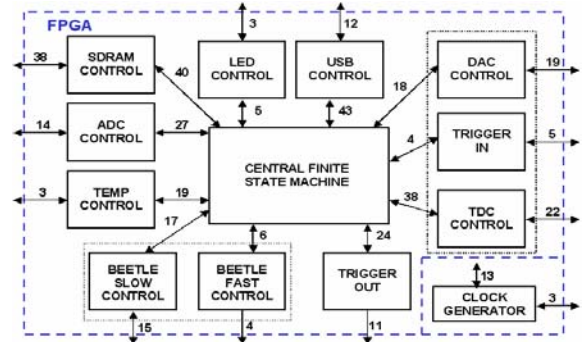 FPGA
3
12
38
SDRAM
CONTROL
40
LED
CONTROL
USB
CONTROL
18
DAC
CONTROL
19
5
43
14
ADC
CONTROL
27
4
TRIGGER
IN
5
CENTRAL FINITE
STATE MACHINE
3
TEMP
CONTROL
19
38
TDC
CONTROL
22
17
6
24
BEETLE
SLOW
CONTROL
BEETLE
FAST
CONTROL
TRIGGER
OUT
13
CLOCK
GENERATOR
3
15
4
11